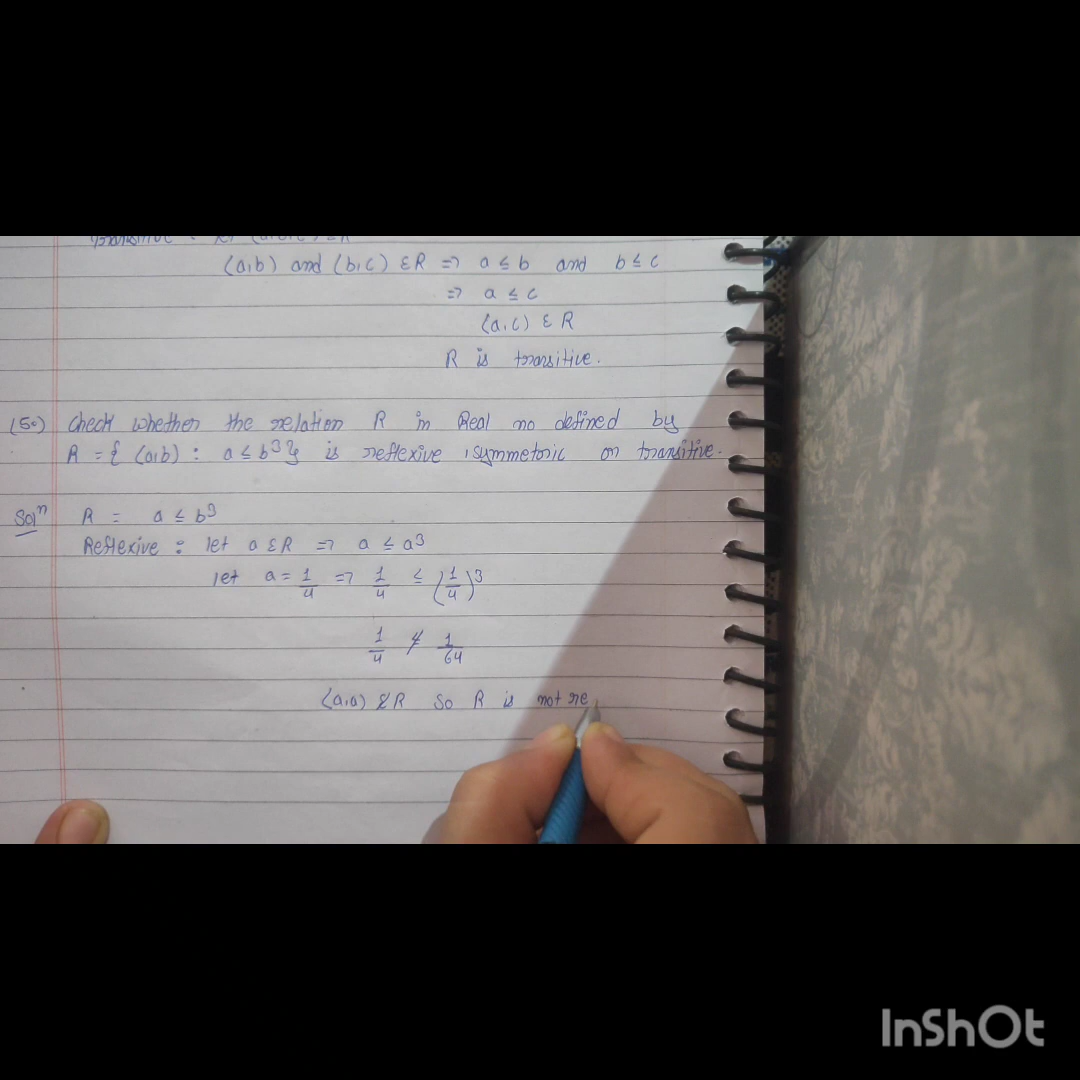 (a,b) and (b,c) ε R => a ≤ b and b ≤ c
=> a ≤ c
(a,c) ε R
R is transitive.
(5.) Check whether the relation R in Real no defined by
R = { (a,b) : a ≤ b³} is reflexive, symmetric or transitive.
Solⁿ R = a ≤ b³
Reflexive : let a ε R => a ≤ a³
let a = 1/4 => 1/4 ≤ (1/4)³
1/4 ≰ 1/64
(a,a) ∉ R So R is not re
InShOt